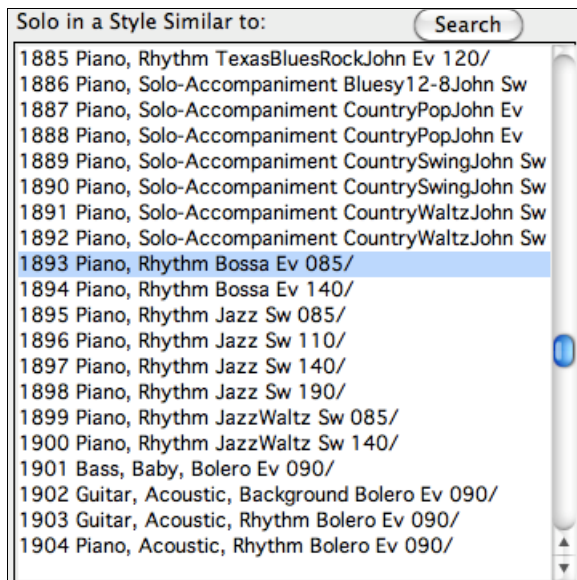 Solo in a Style Similar to: Search
1885 Piano, Rhythm TexasBluesRockJohn Ev 120/
1886 Piano, Solo-Accompaniment Bluesy12-8John Sw
1887 Piano, Solo-Accompaniment CountryPopJohn Ev
1888 Piano, Solo-Accompaniment CountryPopJohn Ev
1889 Piano, Solo-Accompaniment CountrySwingJohn Sw
1890 Piano, Solo-Accompaniment CountrySwingJohn Sw
1891 Piano, Solo-Accompaniment CountryWaltzJohn Sw
1892 Piano, Solo-Accompaniment CountryWaltzJohn Sw
1893 Piano, Rhythm Bossa Ev 085/
1894 Piano, Rhythm Bossa Ev 140/
1895 Piano, Rhythm Jazz Sw 085/
1896 Piano, Rhythm Jazz Sw 110/
1897 Piano, Rhythm Jazz Sw 140/
1898 Piano, Rhythm Jazz Sw 190/
1899 Piano, Rhythm JazzWaltz Sw 085/
1900 Piano, Rhythm JazzWaltz Sw 140/
1901 Bass, Baby, Bolero Ev 090/
1902 Guitar, Acoustic, Background Bolero Ev 090/
1903 Guitar, Acoustic, Rhythm Bolero Ev 090/
1904 Piano, Acoustic, Rhythm Bolero Ev 090/